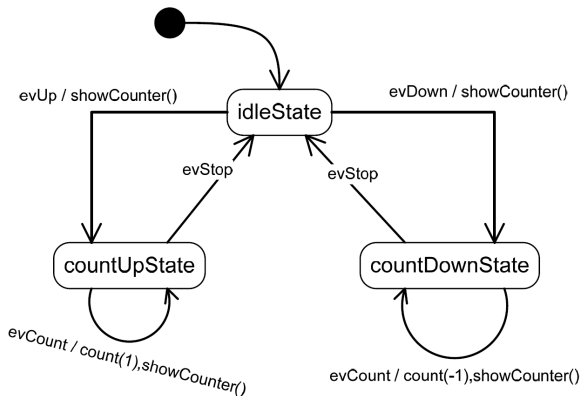 evUp / showCounter()
evDown / showCounter()
idleState
evStop
evStop
countUpState
countDownState
evCount / count(1),showCounter()
evCount / count(-1),showCounter()